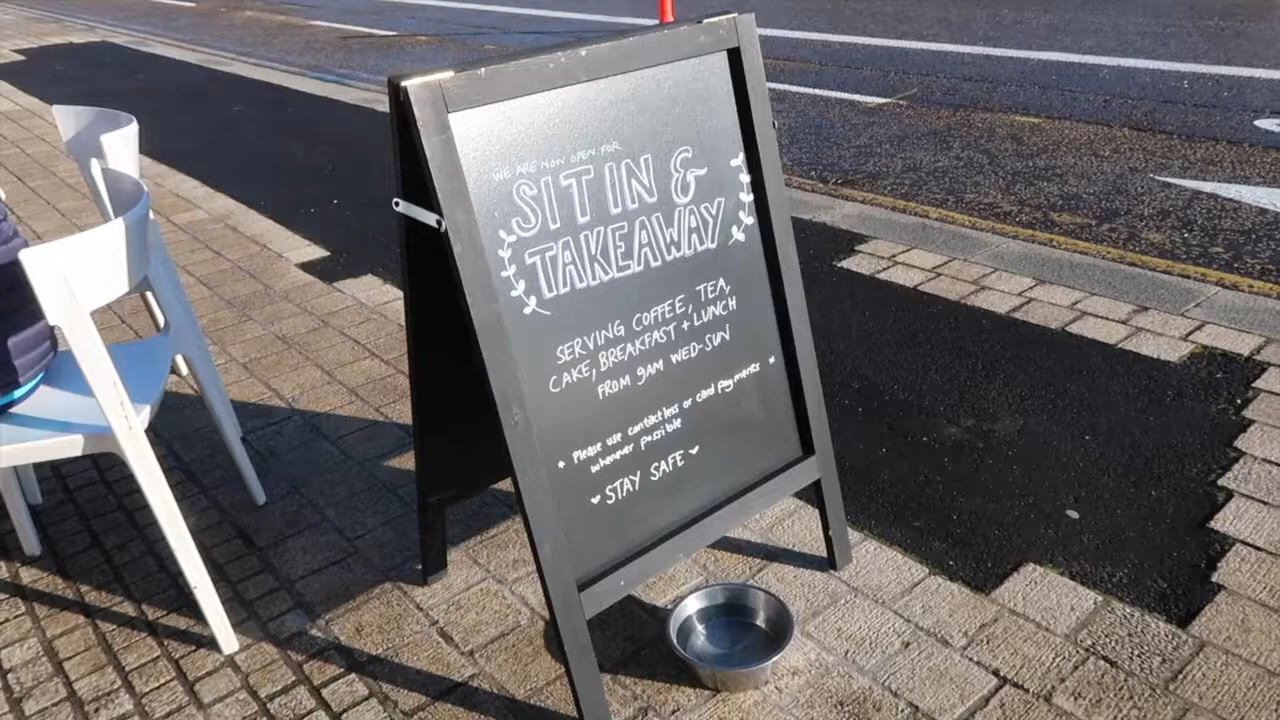 WE ARE NOW OPEN FOR
SIT IN &
TAKEAWAY
SERVING COFFEE, TEA,
CAKE, BREAKFAST + LUNCH
FROM 9AM WED-SUN
* Please use contactless or card payments *
whenever possible
♥ STAY SAFE ♥